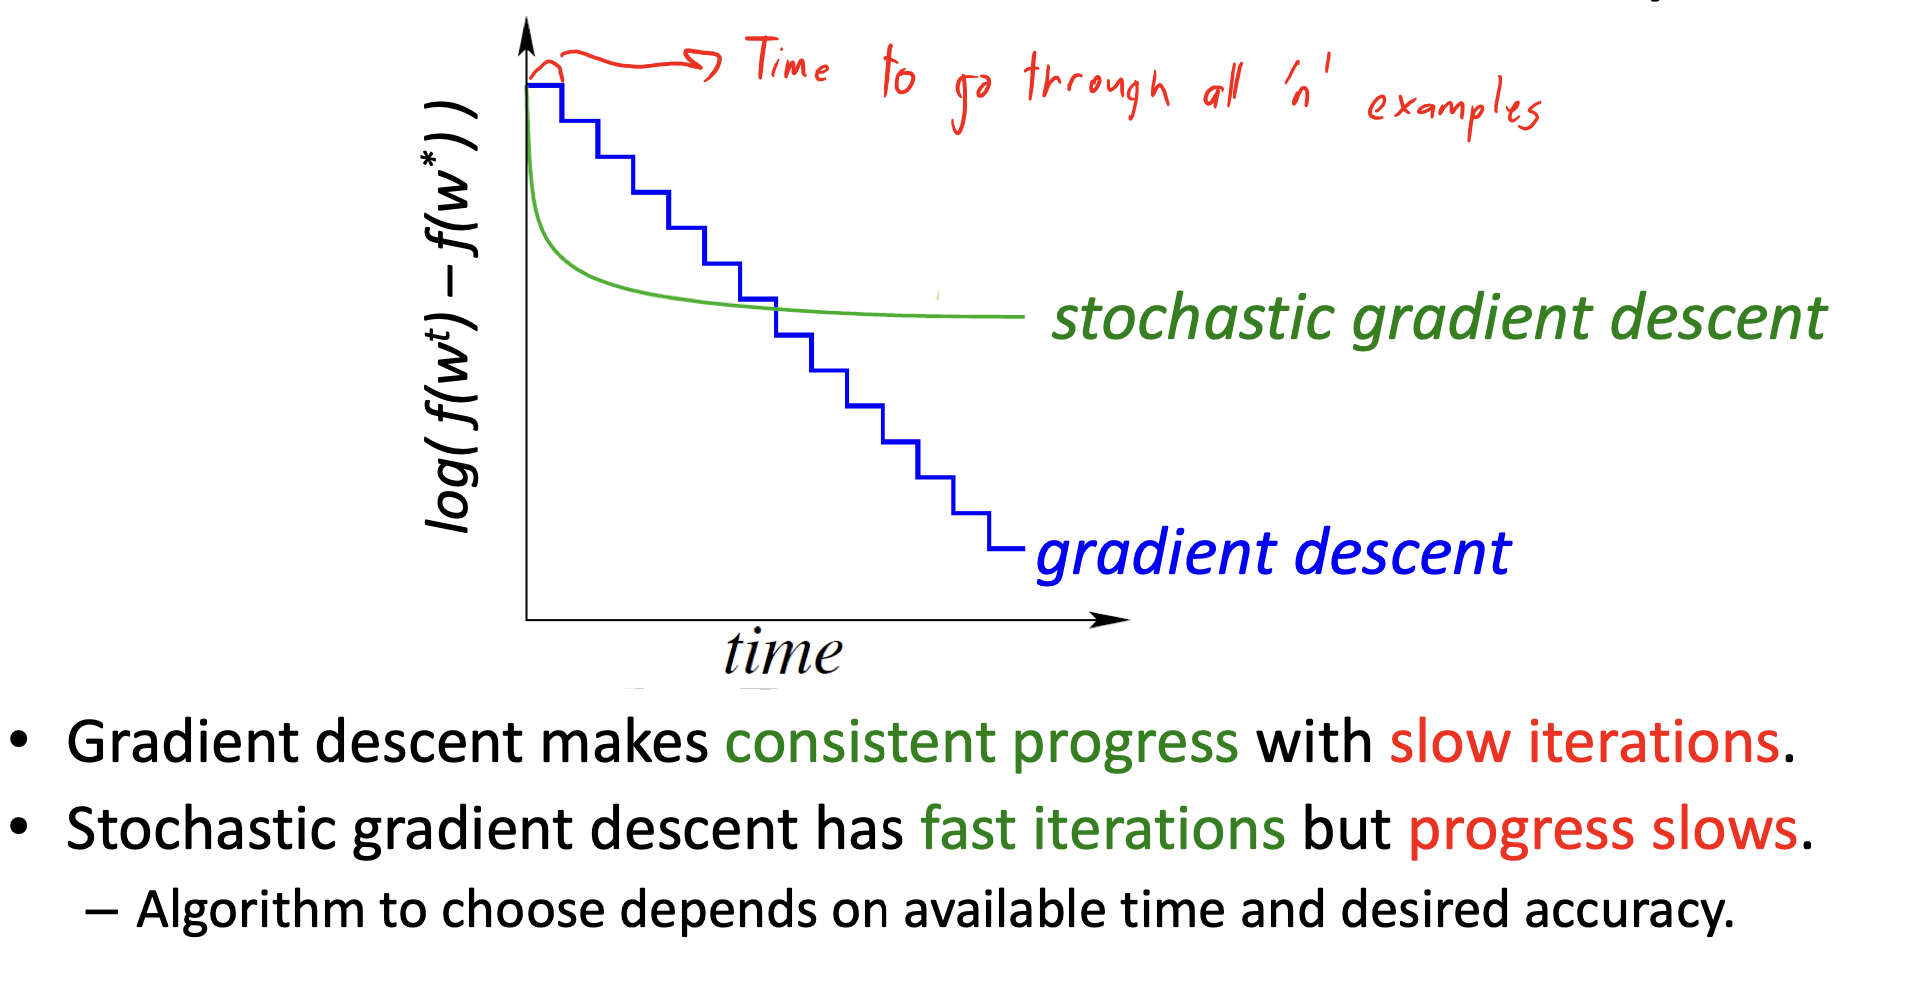 Time to go through all 'n' examples
log( f(wᵗ) – f(w*) )
stochastic gradient descent
gradient descent
time
• Gradient descent makes consistent progress with slow iterations.
• Stochastic gradient descent has fast iterations but progress slows.
– Algorithm to choose depends on available time and desired accuracy.